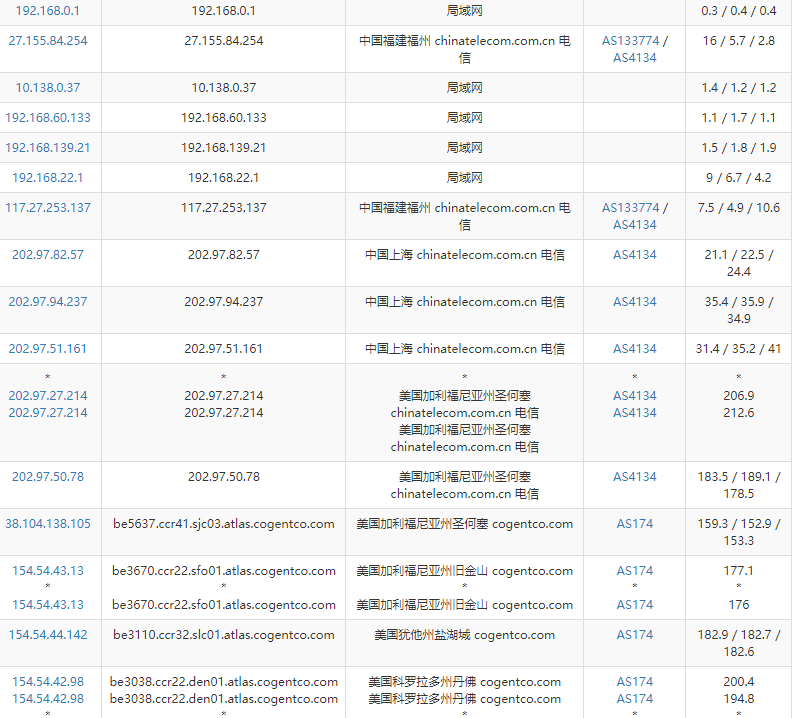 192.168.0.1 192.168.0.1 局域网 0.3 / 0.4 / 0.4
27.155.84.254 27.155.84.254 中国福建福州 chinatelecom.com.cn 电 AS133774 / 16 / 5.7 / 2.8
信 AS4134
10.138.0.37 10.138.0.37 局域网 1.4 / 1.2 / 1.2
192.168.60.133 192.168.60.133 局域网 1.1 / 1.7 / 1.1
192.168.139.21 192.168.139.21 局域网 1.5 / 1.8 / 1.9
192.168.22.1 192.168.22.1 局域网 9 / 6.7 / 4.2
117.27.253.137 117.27.253.137 中国福建福州 chinatelecom.com.cn 电 AS133774 / 7.5 / 4.9 / 10.6
信 AS4134
202.97.82.57 202.97.82.57 中国上海 chinatelecom.com.cn 电信 AS4134 21.1 / 22.5 /
24.4
202.97.94.237 202.97.94.237 中国上海 chinatelecom.com.cn 电信 AS4134 35.4 / 35.9 /
34.9
202.97.51.161 202.97.51.161 中国上海 chinatelecom.com.cn 电信 AS4134 31.4 / 35.2 / 41
* * * * *
202.97.27.214 202.97.27.214 美国加利福尼亚州圣何塞 AS4134 206.9
202.97.27.214 202.97.27.214 chinatelecom.com.cn 电信 AS4134 212.6
美国加利福尼亚州圣何塞
chinatelecom.com.cn 电信
202.97.50.78 202.97.50.78 美国加利福尼亚州圣何塞 AS4134 183.5 / 189.1 /
chinatelecom.com.cn 电信 178.5
38.104.138.105 be5637.ccr41.sjc03.atlas.cogentco.com 美国加利福尼亚州圣何塞 cogentco.com AS174 159.3 / 152.9 /
153.3
154.54.43.13 be3670.ccr22.sfo01.atlas.cogentco.com 美国加利福尼亚州旧金山 cogentco.com AS174 177.1
* * * * *
154.54.43.13 be3670.ccr22.sfo01.atlas.cogentco.com 美国加利福尼亚州旧金山 cogentco.com AS174 176
154.54.44.142 be3110.ccr32.slc01.atlas.cogentco.com 美国犹他州盐湖城 cogentco.com AS174 182.9 / 182.7 /
182.6
154.54.42.98 be3038.ccr22.den01.atlas.cogentco.com 美国科罗拉多州丹佛 cogentco.com AS174 200.4
154.54.42.98 be3038.ccr22.den01.atlas.cogentco.com 美国科罗拉多州丹佛 cogentco.com AS174 194.8
* * * * *